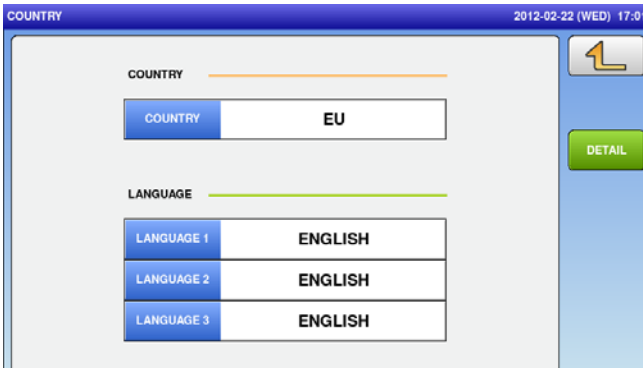 COUNTRY 2012-02-22 (WED) 17:01
COUNTRY
COUNTRY EU
DETAIL
LANGUAGE
LANGUAGE 1 ENGLISH
LANGUAGE 2 ENGLISH
LANGUAGE 3 ENGLISH